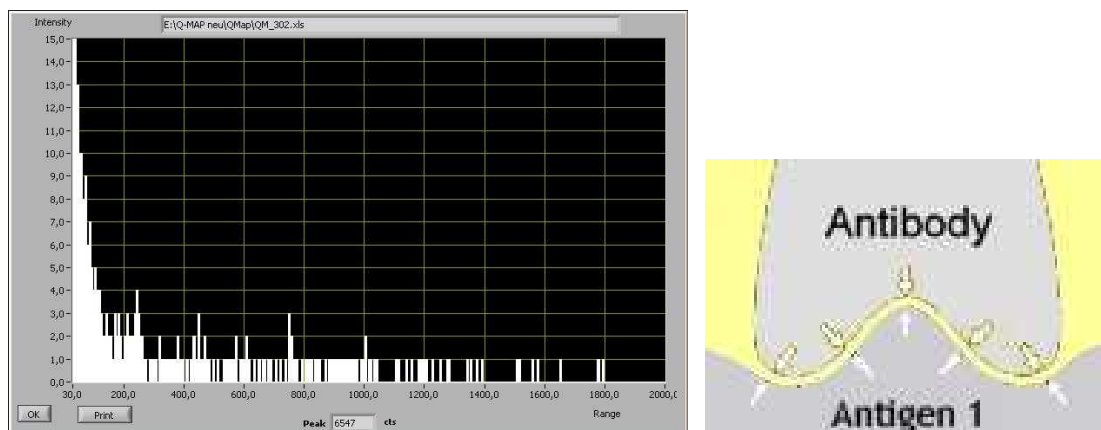 Intensity
E:\Q-MAP neu\QMap\QM_302.xls
15,0
14,0
13,0
12,0
11,0
10,0
9,0
8,0
7,0
6,0
5,0
4,0
3,0
2,0
1,0
0,0
30,0 200,0 400,0 600,0 800,0 1000,0 1200,0 1400,0 1600,0 1800,0 2000,0
OK Print Range
Peak 6547 cts
Antibody
Antigen 1